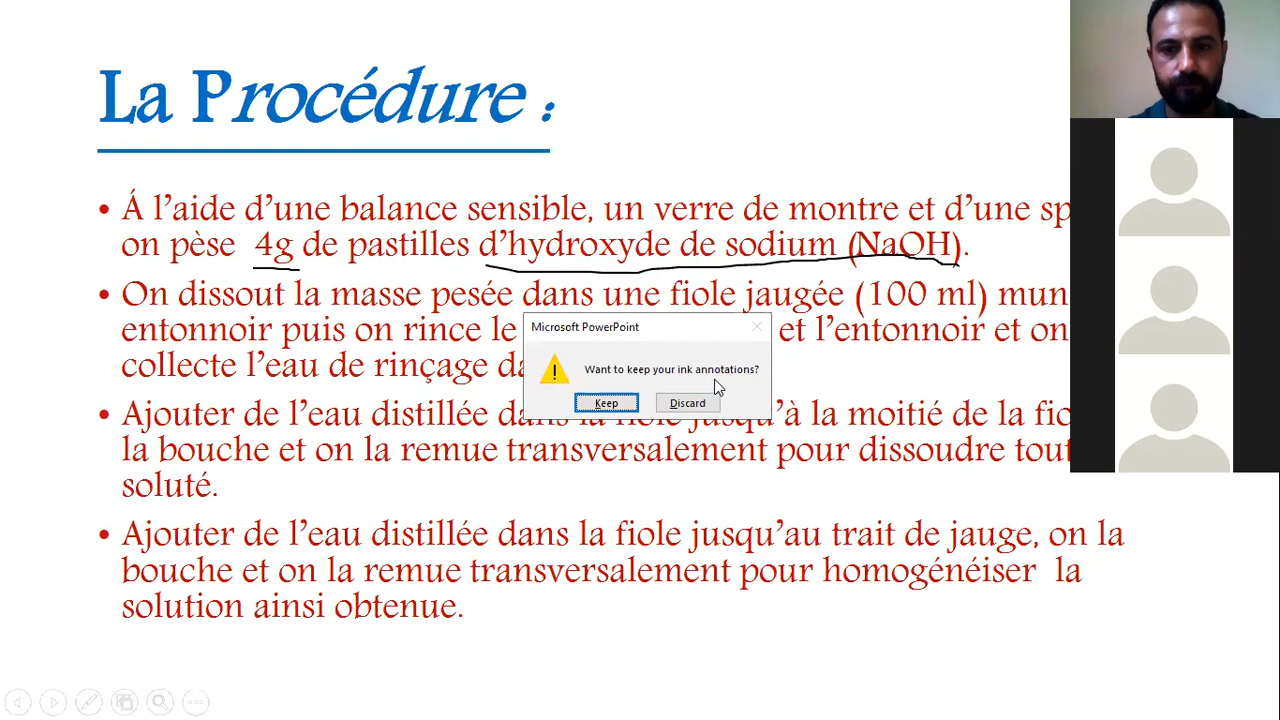 La Procédure :
• Á l'aide d'une balance sensible, un verre de montre et d'une sp
on pèse 4g de pastilles d'hydroxyde de sodium (NaOH).
• On dissout la masse pesée dans une fiole jaugée (100 ml) mun
entonnoir puis on rince le et l'entonnoir et on
collecte l'eau de rinçage da
Microsoft PowerPoint
Want to keep your ink annotations?
Keep Discard
• Ajouter de l'eau distillée dans la fiole jusqu'à la moitié de la fio
la bouche et on la remue transversalement pour dissoudre tout
soluté.
• Ajouter de l'eau distillée dans la fiole jusqu'au trait de jauge, on la
bouche et on la remue transversalement pour homogénéiser la
solution ainsi obtenue.